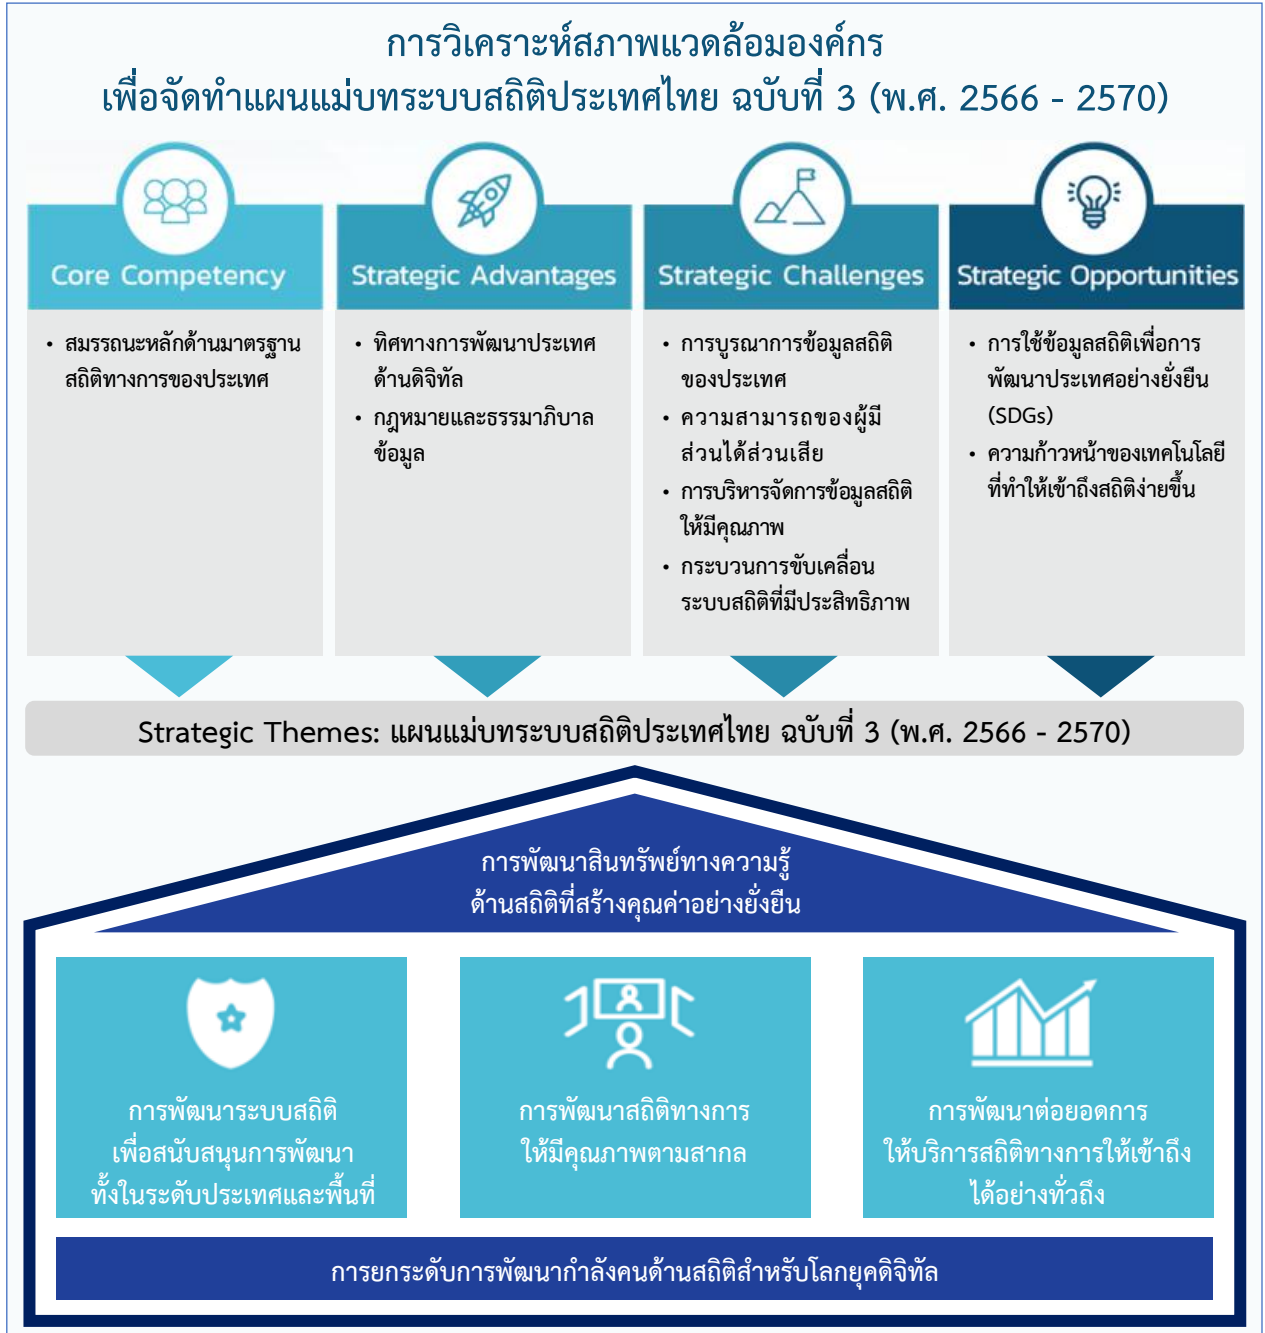 การวิเคราะห์สภาพแวดล้อมองค์กร
เพื่อจัดทำแผนแม่บทระบบสถิติประเทศไทย ฉบับที่ 3 (พ.ศ. 2566 - 2570)
Core Competency
• สมรรถนะหลักด้านมาตรฐาน
สถิติทางการของประเทศ
Strategic Advantages
• ทิศทางการพัฒนาประเทศ
ด้านดิจิทัล
• กฎหมายและธรรมาภิบาล
ข้อมูล
Strategic Challenges
• การบูรณาการข้อมูลสถิติ
ของประเทศ
• ความสามารถของผู้มี
ส่วนได้ส่วนเสีย
• การบริหารจัดการข้อมูลสถิติ
ให้มีคุณภาพ
• กระบวนการขับเคลื่อน
ระบบสถิติที่มีประสิทธิภาพ
Strategic Opportunities
• การใช้ข้อมูลสถิติเพื่อการ
พัฒนาประเทศอย่างยั่งยืน
(SDGs)
• ความก้าวหน้าของเทคโนโลยี
ที่ทำให้เข้าถึงสถิติง่ายขึ้น
Strategic Themes: แผนแม่บทระบบสถิติประเทศไทย ฉบับที่ 3 (พ.ศ. 2566 - 2570)
การพัฒนาสินทรัพย์ทางความรู้
ด้านสถิติที่สร้างคุณค่าอย่างยั่งยืน
การพัฒนาระบบสถิติ
เพื่อสนับสนุนการพัฒนา
ทั้งในระดับประเทศและพื้นที่
การพัฒนาสถิติทางการ
ให้มีคุณภาพตามสากล
การพัฒนาต่อยอดการ
ให้บริการสถิติทางการให้เข้าถึง
ได้อย่างทั่วถึง
การยกระดับการพัฒนากำลังคนด้านสถิติสำหรับโลกยุคดิจิทัล